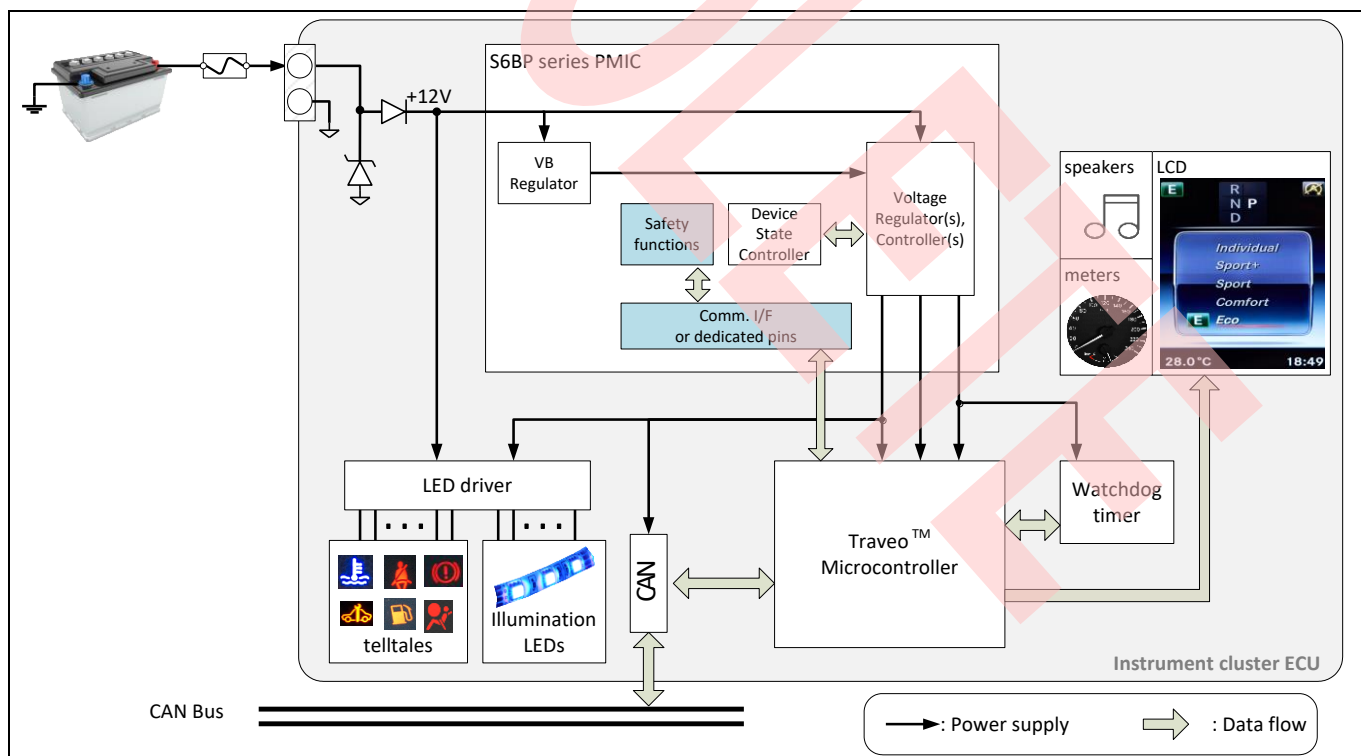 S6BP series PMIC
+12V
VB
Regulator
Voltage
Regulator(s),
Controller(s)
Safety
functions
Device
State
Controller
Comm. I/F
or dedicated pins
speakers
LCD
E
R
N P
D
Individual
Sport+
Sport
Comfort
E Eco
28.0°C 18:49
meters
LED driver
telltales
Illumination
LEDs
CAN
Traveo™
Microcontroller
Watchdog
timer
Instrument cluster ECU
CAN Bus
: Power supply
: Data flow